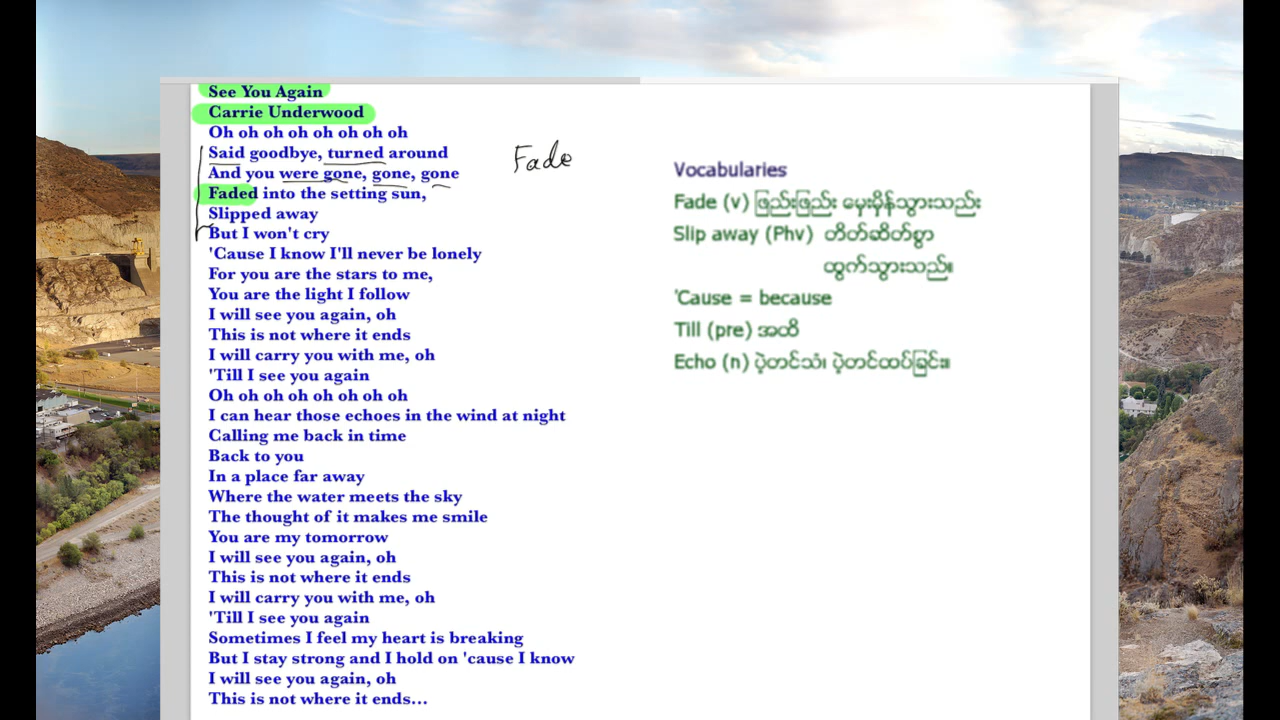 See You Again
Carrie Underwood
Oh oh oh oh oh oh oh oh
Said goodbye, turned around
And you were gone, gone, gone
Faded into the setting sun,
Slipped away
But I won't cry
'Cause I know I'll never be lonely
For you are the stars to me,
You are the light I follow
I will see you again, oh
This is not where it ends
I will carry you with me, oh
'Till I see you again
Oh oh oh oh oh oh oh oh
I can hear those echoes in the wind at night
Calling me back in time
Back to you
In a place far away
Where the water meets the sky
The thought of it makes me smile
You are my tomorrow
I will see you again, oh
This is not where it ends
I will carry you with me, oh
'Till I see you again
Sometimes I feel my heart is breaking
But I stay strong and I hold on 'cause I know
I will see you again, oh
This is not where it ends...
Fade
Vocabularies
Fade (v) ဖြည်းဖြည်း မှေးမှိန်သွားသည်း
Slip away (Phv) တိတ်ဆိတ်စွာ
ထွက်သွားသည်။
'Cause = because
Till (pre) အထိ
Echo (n) ပဲ့တင်သံ၊ ပဲ့တင်ထပ်ခြင်း။